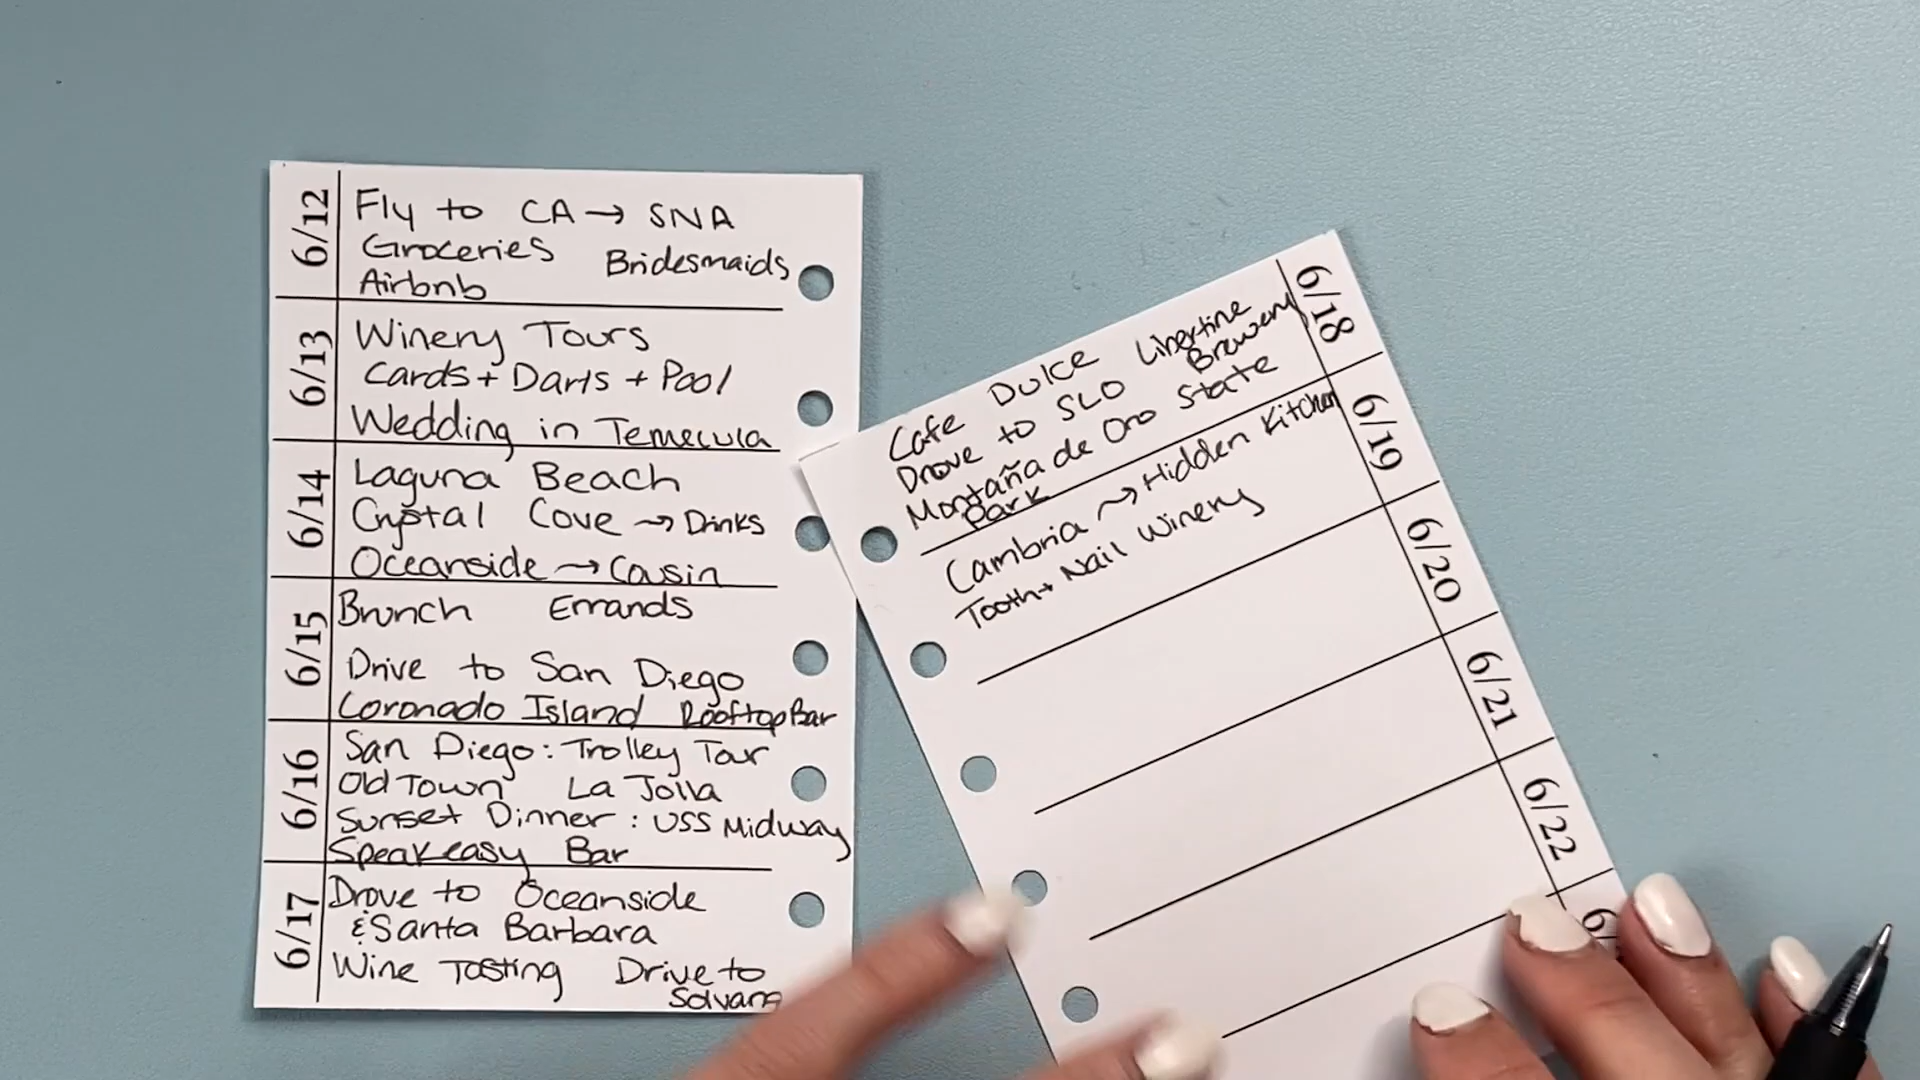 6/12
Fly to CA → SNA
Groceries Bridesmaids
Airbnb
6/13
Winery Tours
Cards + Darts + Pool
Wedding in Temecula
6/14
Laguna Beach
Crystal Cove → Drinks
Oceanside → Cousin
6/15
Brunch Errands
Drive to San Diego
Coronado Island Rooftop Bar
6/16
San Diego: Trolley Tour
Old Town La Jolla
Sunset Dinner: USS Midway
Speakeasy Bar
6/17
Drove to Oceanside
& Santa Barbara
Wine Tasting Drive to
Solvang
6/18
Cafe Dulce Libertine
Brewery
Drove to SLO
Montaña de Oro State
Park
6/19
Cambria → Hidden Kitchen
Tooth + Nail Winery
6/20
6/21
6/22
6/